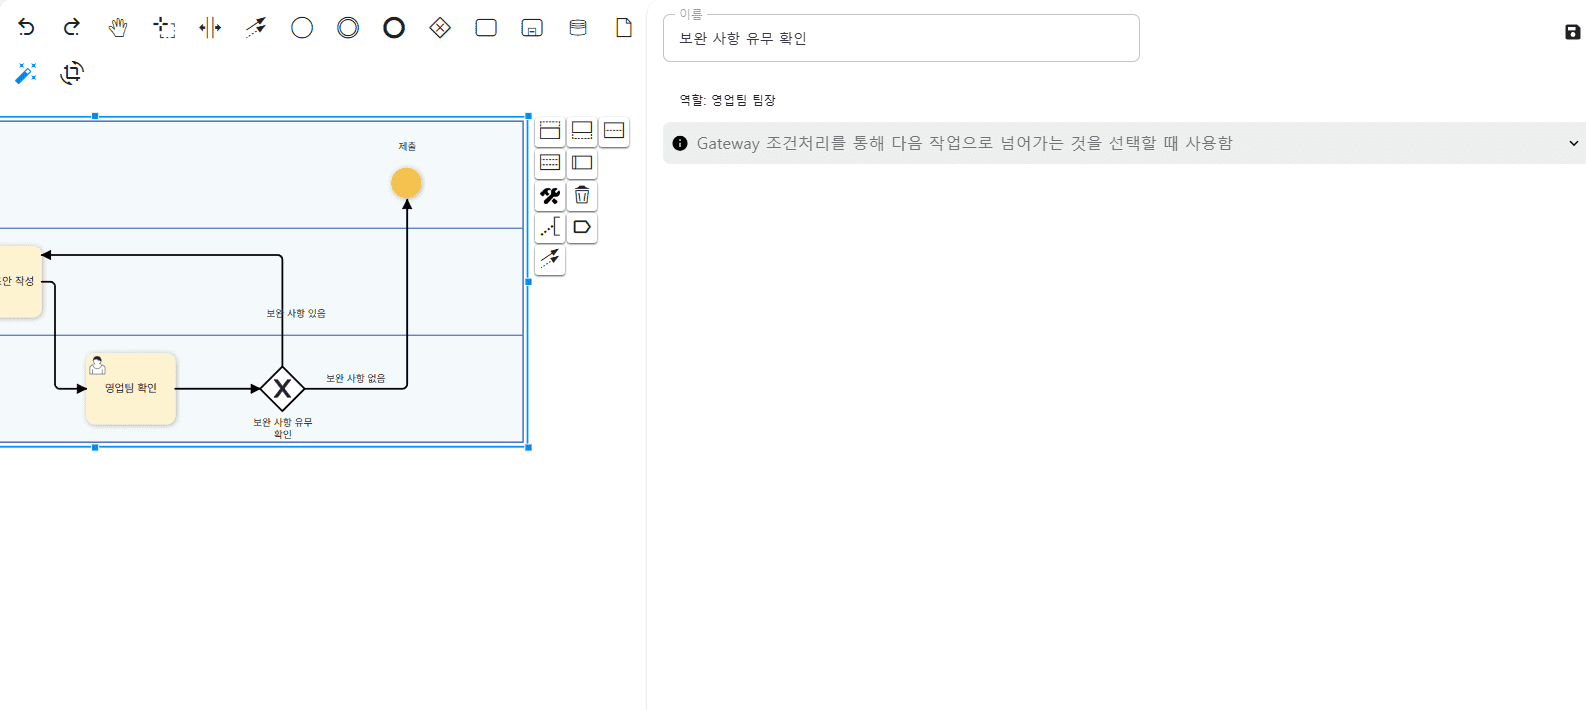 이름
보완 사항 유무 확인
역할: 영업팀 팀장
Gateway 조건처리를 통해 다음 작업으로 넘어가는 것을 선택할 때 사용함
제출
안 작성
보완 사항 있음
영업팀 확인
보완 사항 없음
보완 사항 유무
확인